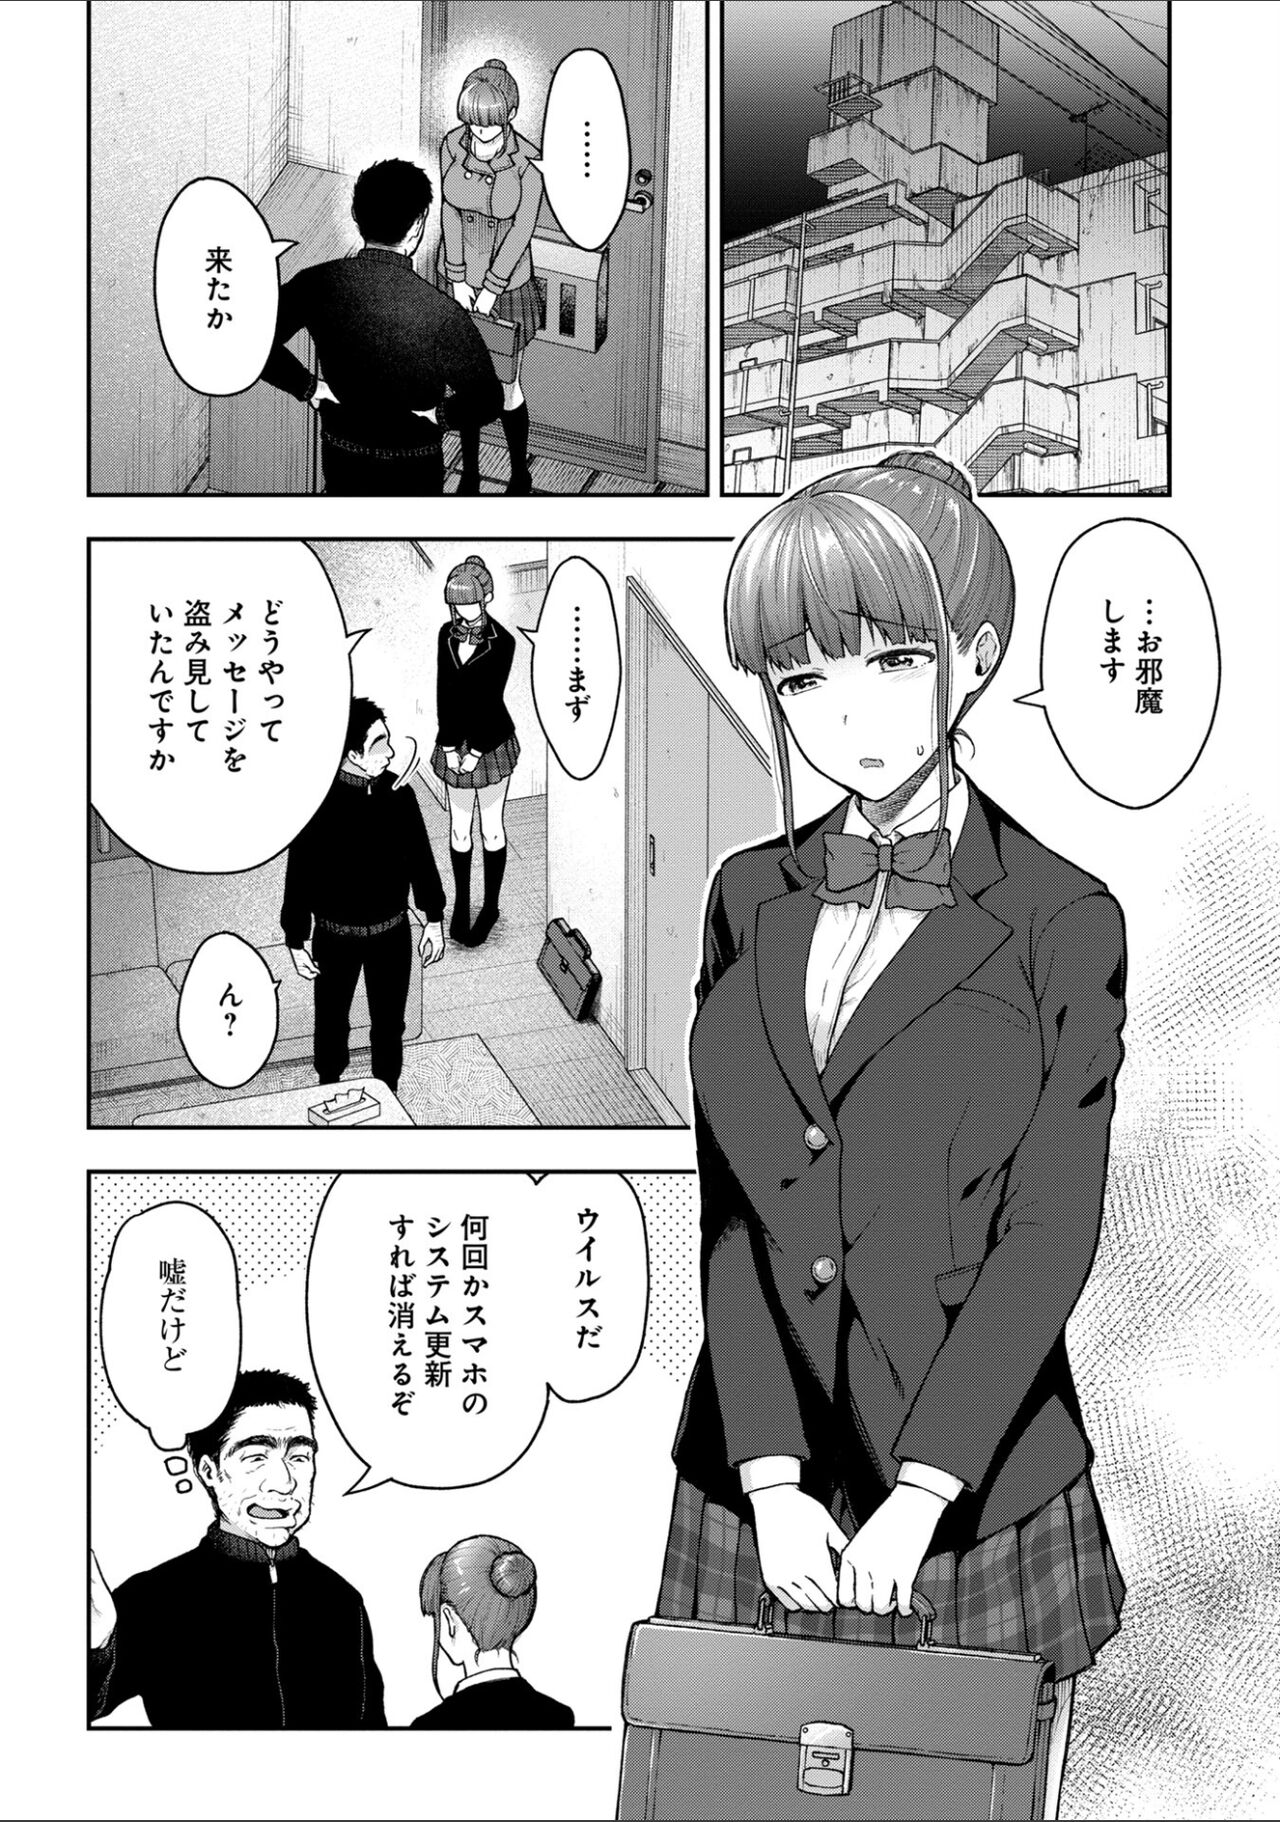 ……
来たか
…お邪魔
します
……まず
どうやって
メッセージを
盗み見して
いたんですか
ん?
ウイルスだ
何回かスマホの
システム更新
すれば消えるぞ
嘘だけど